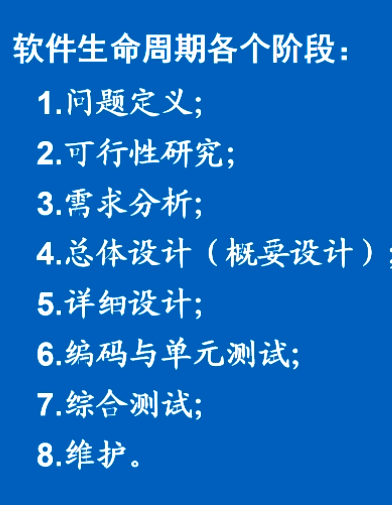 软件生命周期各个阶段：
1.问题定义;
2.可行性研究;
3.需求分析;
4.总体设计（概要设计）;
5.详细设计;
6.编码与单元测试;
7.综合测试;
8.维护。